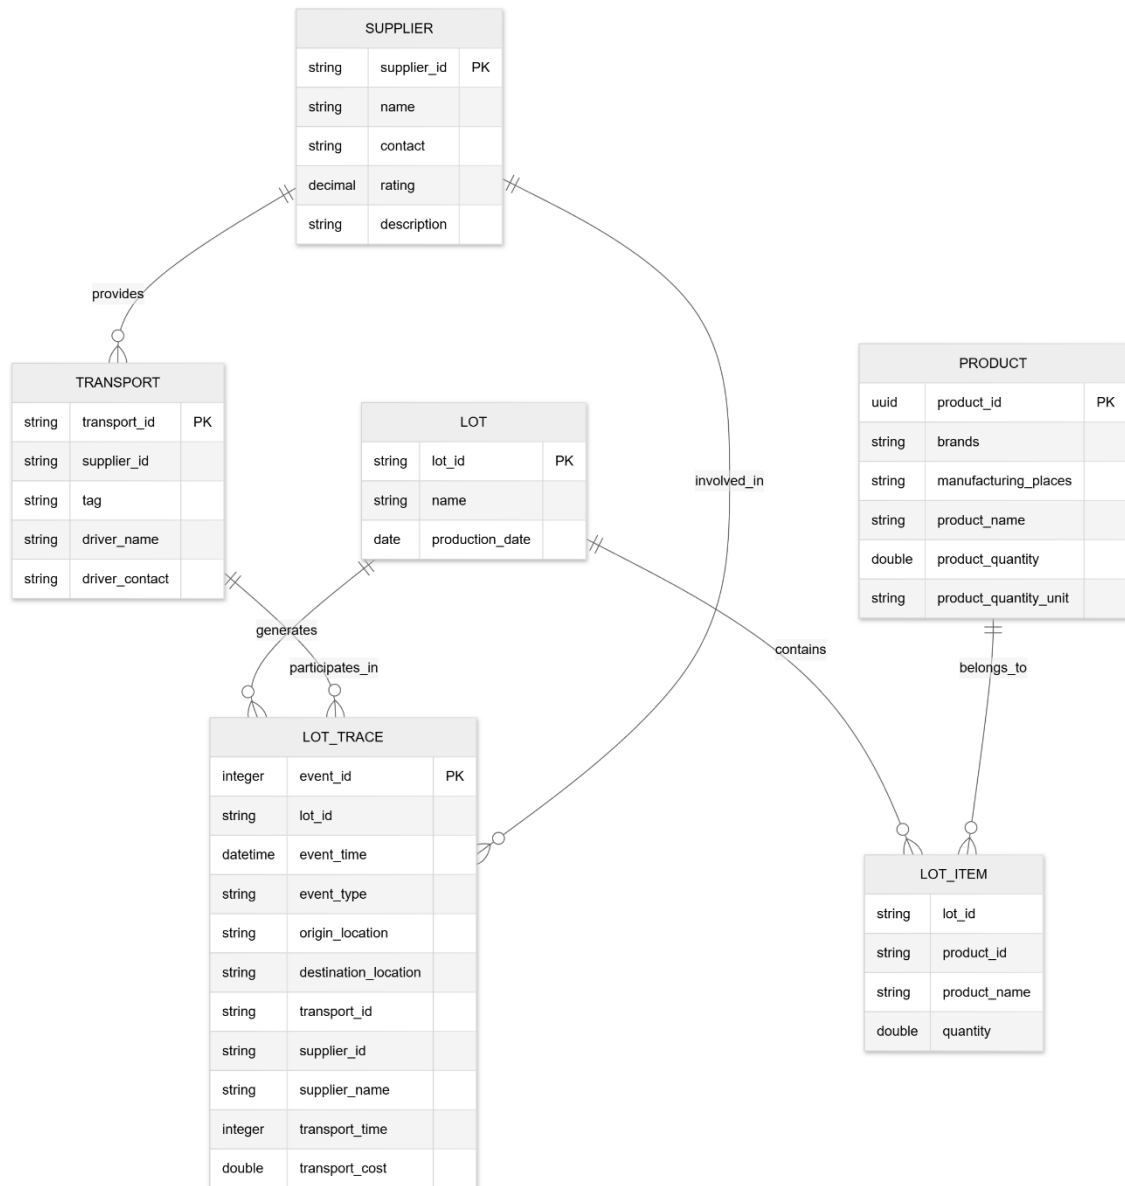 SUPPLIER
string supplier_id PK
string name
string contact
decimal rating
string description
provides
TRANSPORT
string transport_id PK
string supplier_id
string tag
string driver_name
string driver_contact
LOT
string lot_id PK
string name
date production_date
involved_in
PRODUCT
uuid product_id PK
string brands
string manufacturing_places
string product_name
double product_quantity
string product_quantity_unit
generates
participates_in
contains
belongs_to
LOT_TRACE
integer event_id PK
string lot_id
datetime event_time
string event_type
string origin_location
string destination_location
string transport_id
string supplier_id
string supplier_name
integer transport_time
double transport_cost
LOT_ITEM
string lot_id
string product_id
string product_name
double quantity